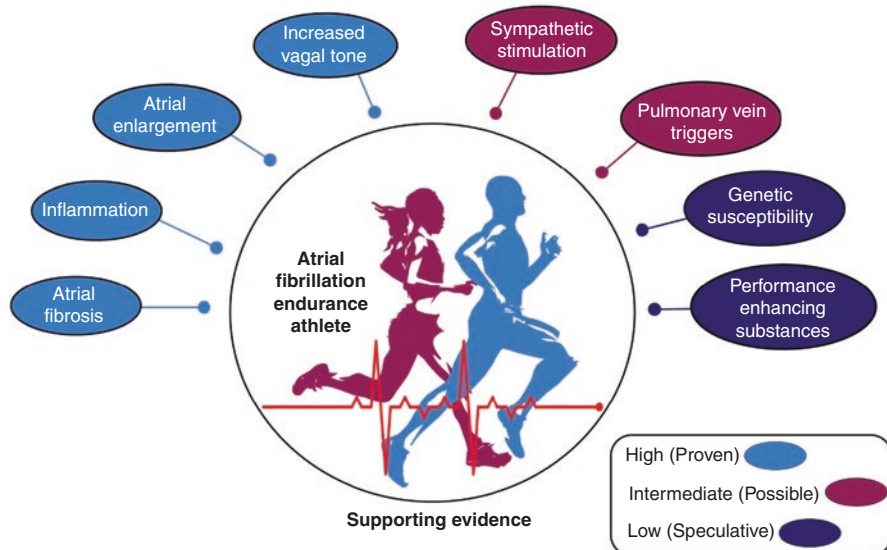 Increased
vagal tone
Sympathetic
stimulation
Atrial
enlargement
Pulmonary vein
triggers
Inflammation
Genetic
susceptibility
Atrial
fibrosis
Performance
enhancing
substances
Atrial
fibrillation
endurance
athlete
Supporting evidence
High (Proven)
Intermediate (Possible)
Low (Speculative)